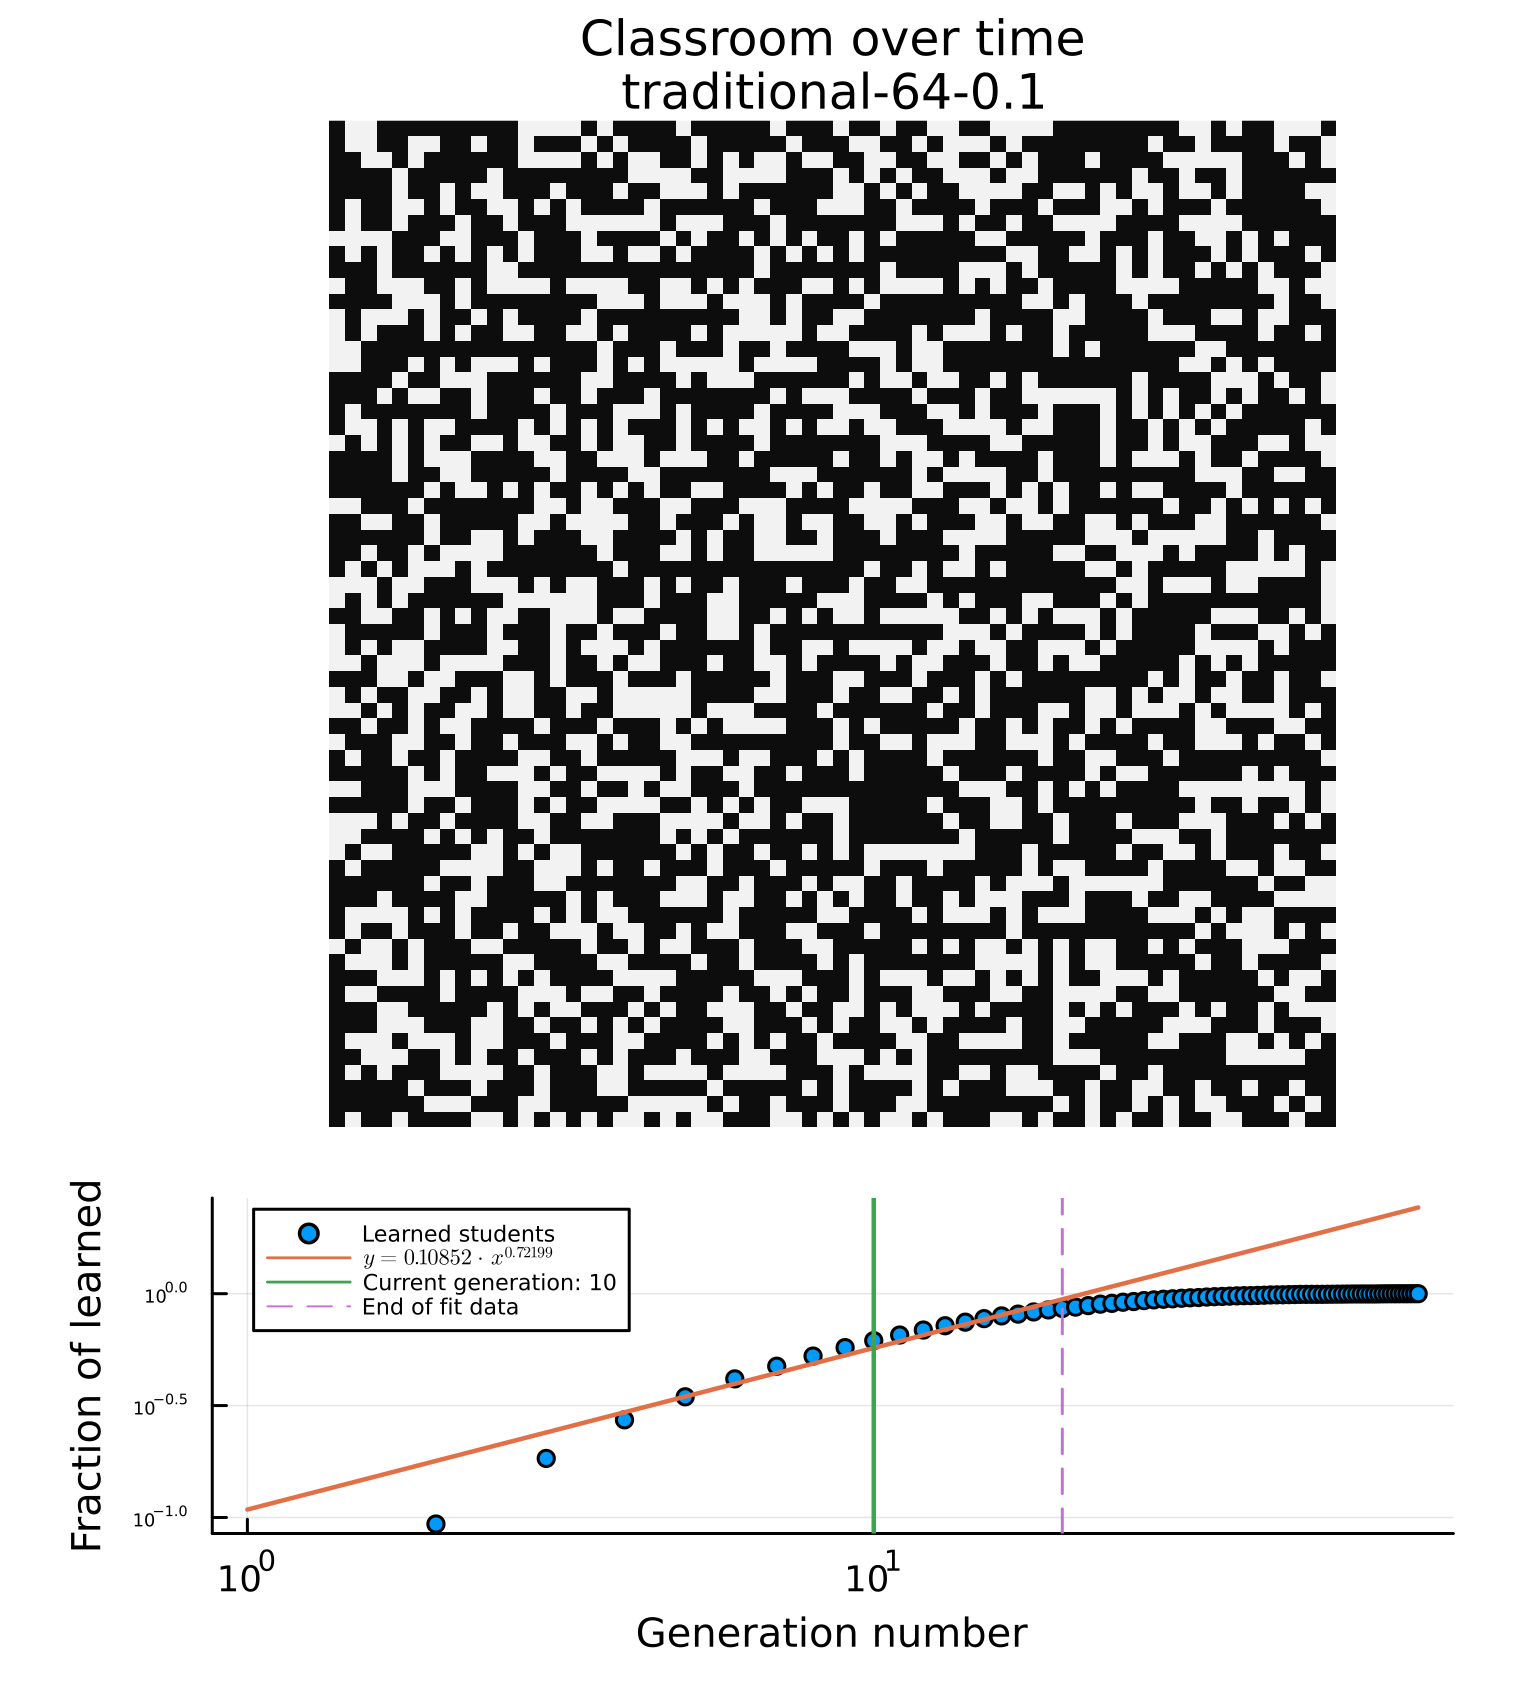 Classroom over time
traditional-64-0.1
Fraction of learned
Learned students
y = 0.10852 · x^0.72199
Current generation: 10
End of fit data
10^0.0
10^−0.5
10^−1.0
10^0
10^1
Generation number